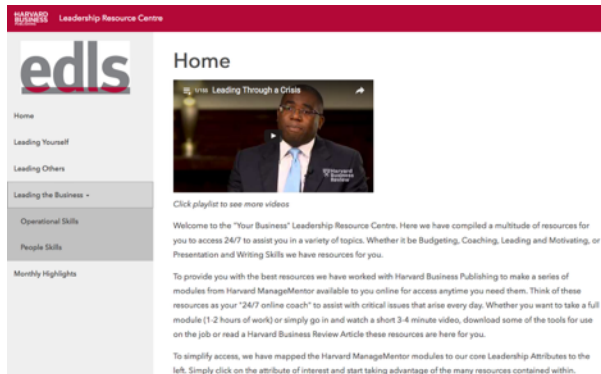 HARVARD
BUSINESS
Publishing
Leadership Resource Centre
edls
Home
Leading Yourself
Leading Others
Leading the Business
Operational Skills
People Skills
Monthly Highlights
Home
1/155 Leading Through a Crisis
Harvard
Business
Review
Click playlist to see more videos
Welcome to the "Your Business" Leadership Resource Centre. Here we have compiled a multitude of resources for
you to access 24/7 to assist you in a variety of topics. Whether it be Budgeting, Coaching, Leading and Motivating, or
Presentation and Writing Skills we have resources for you.
To provide you with the best resources we have worked with Harvard Business Publishing to make a series of
modules from Harvard ManageMentor available to you online for access anytime you need them. Think of these
resources as your "24/7 online coach" to assist with critical issues that arise every day. Whether you want to take a full
module (1-2 hours of work) or simply go in and watch a short 3-4 minute video, download some of the tools for use
on the job or read a Harvard Business Review Article these resources are here for you.
To simplify access, we have mapped the Harvard ManageMentor modules to our core Leadership Attributes to the
left. Simply click on the attribute of interest and start taking advantage of the many resources contained within.